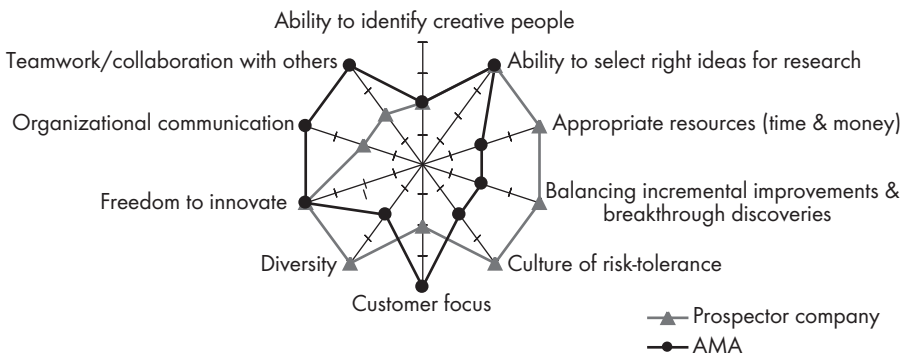 Ability to identify creative people
Teamwork/collaboration with others
Ability to select right ideas for research
Organizational communication
Appropriate resources (time & money)
Freedom to innovate
Balancing incremental improvements &
breakthrough discoveries
Diversity
Culture of risk-tolerance
Customer focus
Prospector company
AMA